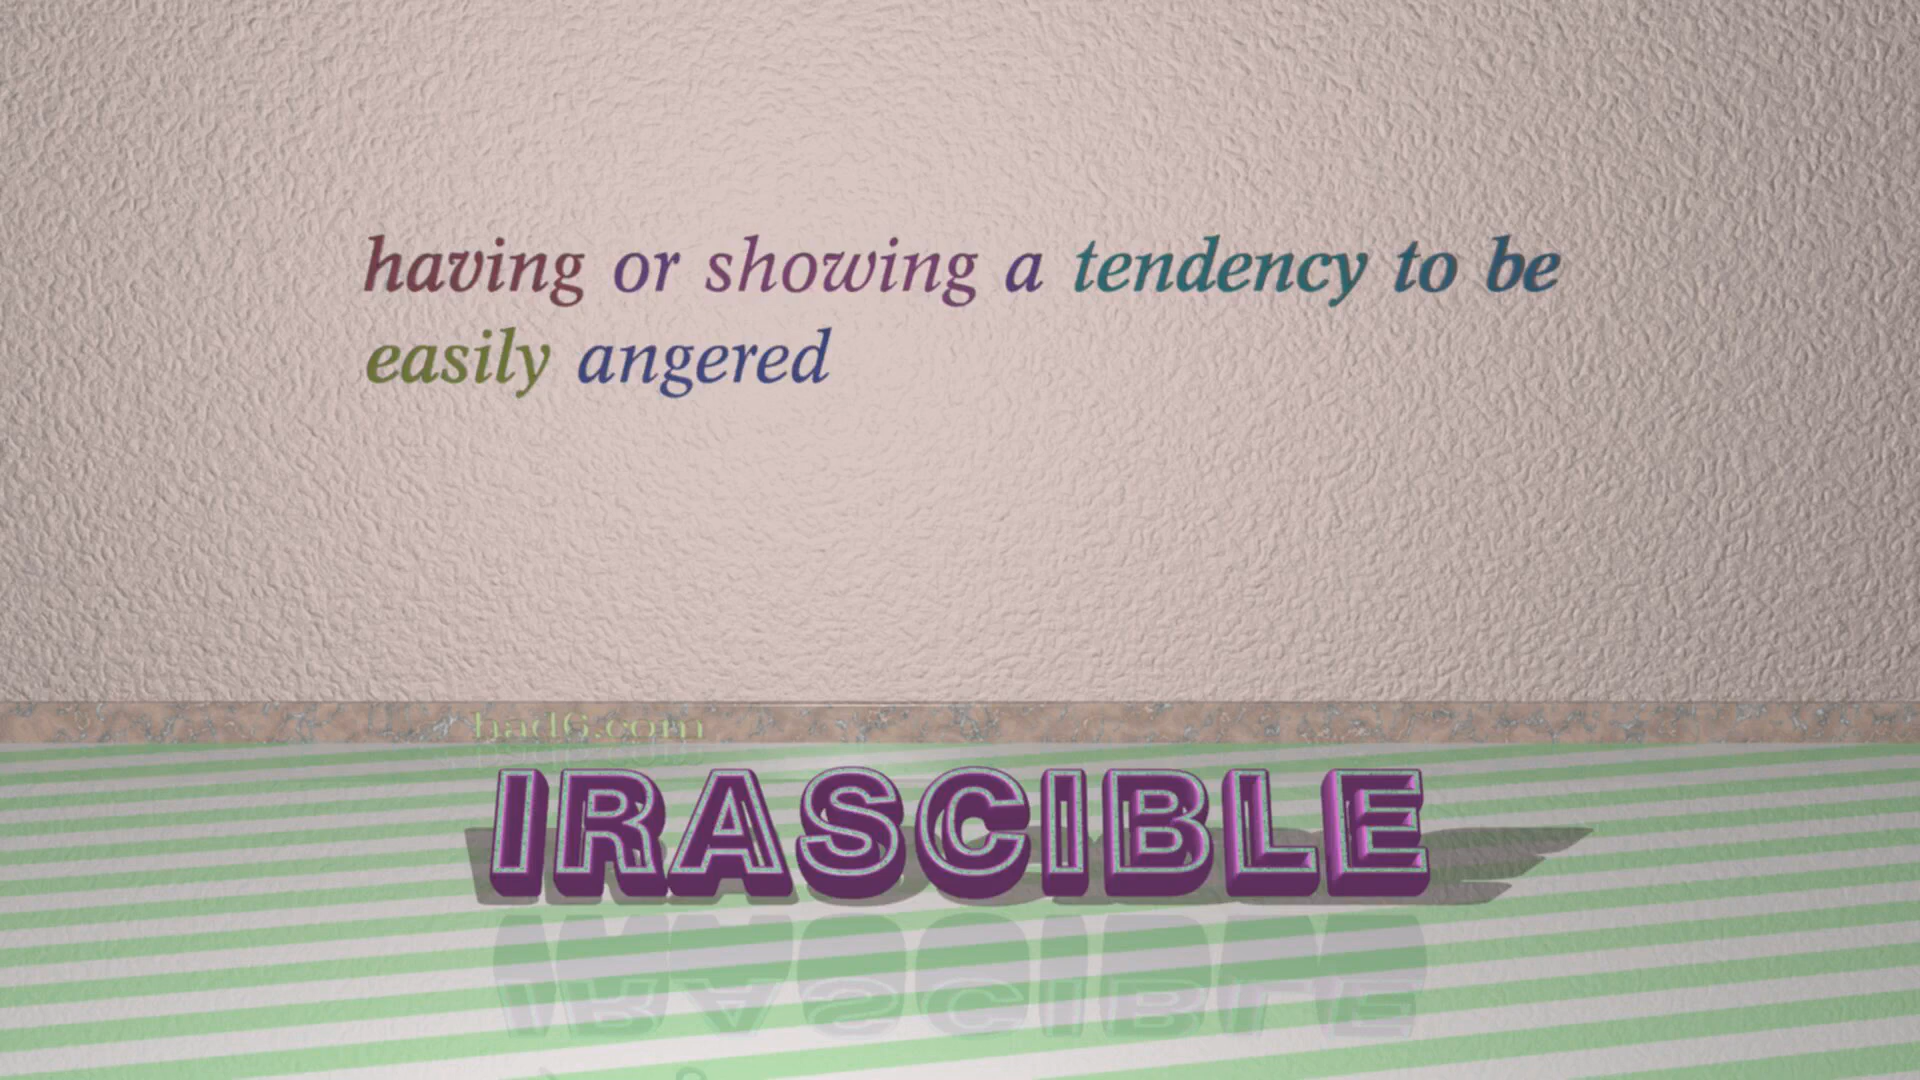 having or showing a tendency to be
easily angered
had6.com
IRASCIBLE